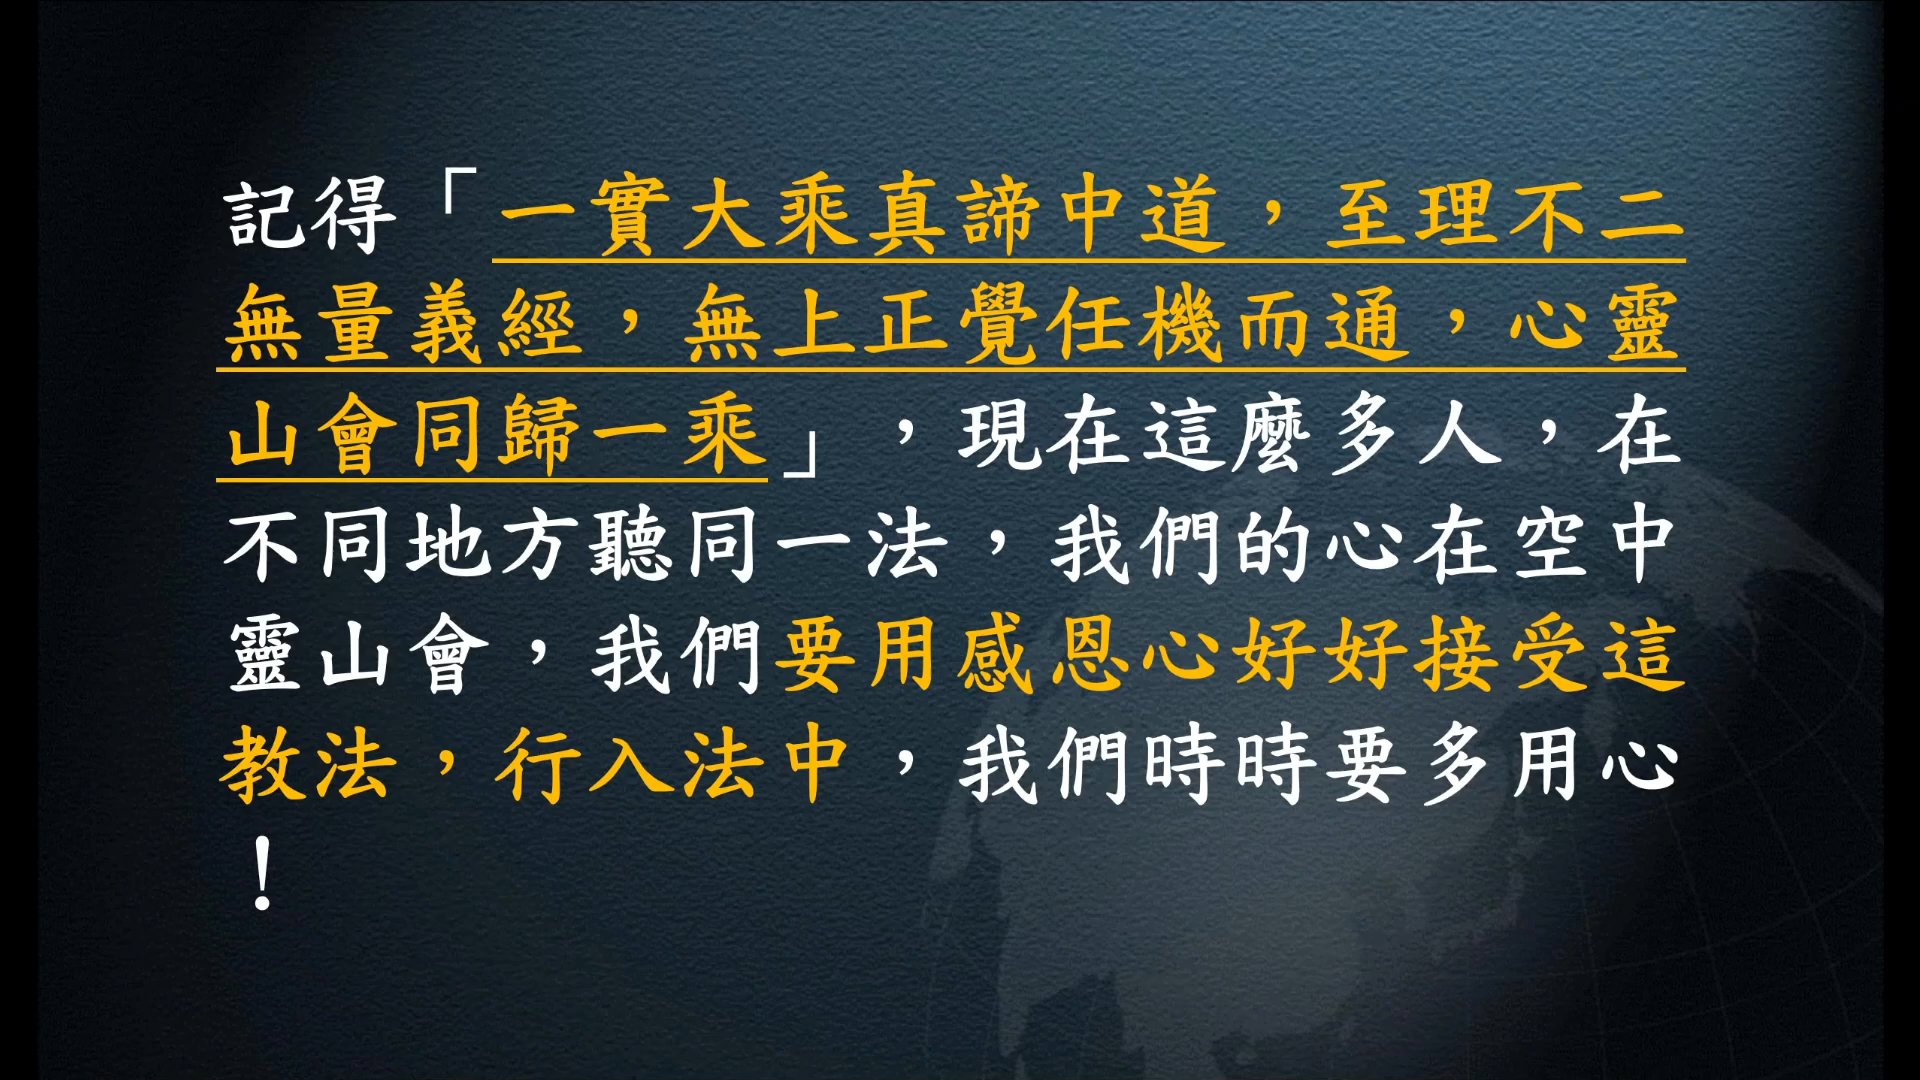 記得「一實大乘真諦中道，至理不二
無量義經，無上正覺任機而通，心靈
山會同歸一乘」，現在這麼多人，在
不同地方聽同一法，我們的心在空中
靈山會，我們要用感恩心好好接受這
教法，行入法中，我們時時要多用心
！